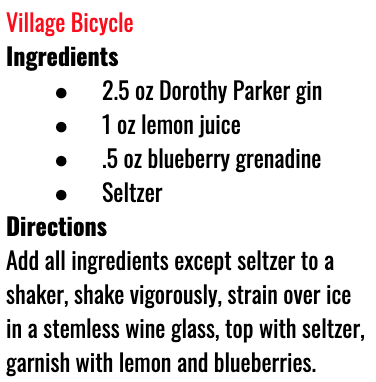 Village Bicycle
Ingredients
● 2.5 oz Dorothy Parker gin
● 1 oz lemon juice
● .5 oz blueberry grenadine
● Seltzer
Directions
Add all ingredients except seltzer to a
shaker, shake vigorously, strain over ice
in a stemless wine glass, top with seltzer,
garnish with lemon and blueberries.